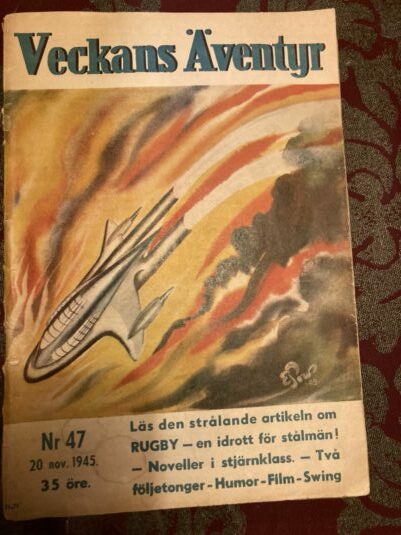 Veckans Äventyr
Nr 47
20 nov. 1945.
35 öre.
Läs den strålande artikeln om
RUGBY — en idrott för stålmän!
— Noveller i stjärnklass. — Två
följetonger - Humor - Film - Swing